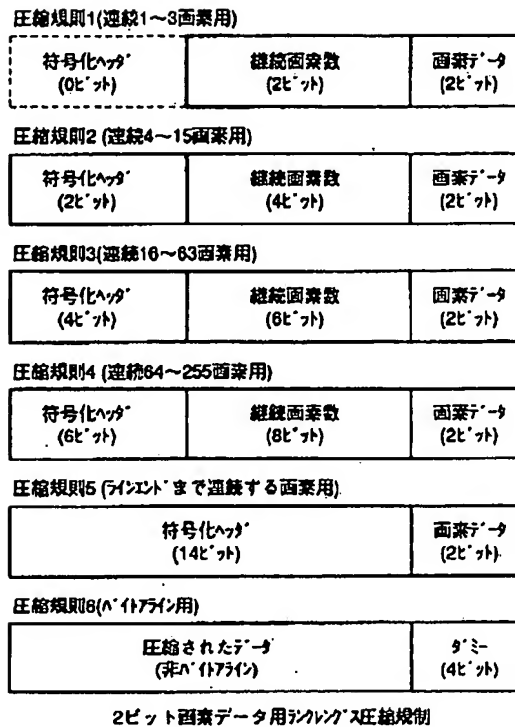 圧縮規則1(連続1～3画素用)
符号化ヘッダ 継続画素数 画素データ
(0ビット) (2ビット) (2ビット)
圧縮規則2 (連続4～15画素用)
符号化ヘッダ 継続画素数 画素データ
(2ビット) (4ビット) (2ビット)
圧縮規則3(連続16～63画素用)
符号化ヘッダ 継続画素数 画素データ
(4ビット) (6ビット) (2ビット)
圧縮規則4 (連続64～255画素用)
符号化ヘッダ 継続画素数 画素データ
(6ビット) (8ビット) (2ビット)
圧縮規則5 (ラインエンドまで連続する画素用)
符号化ヘッダ 画素データ
(14ビット) (2ビット)
圧縮規則6(バイトアライン用)
圧縮されたデータ ダミー
(非バイトアライン) (4ビット)
2ビット画素データ用ランレングス圧縮規制